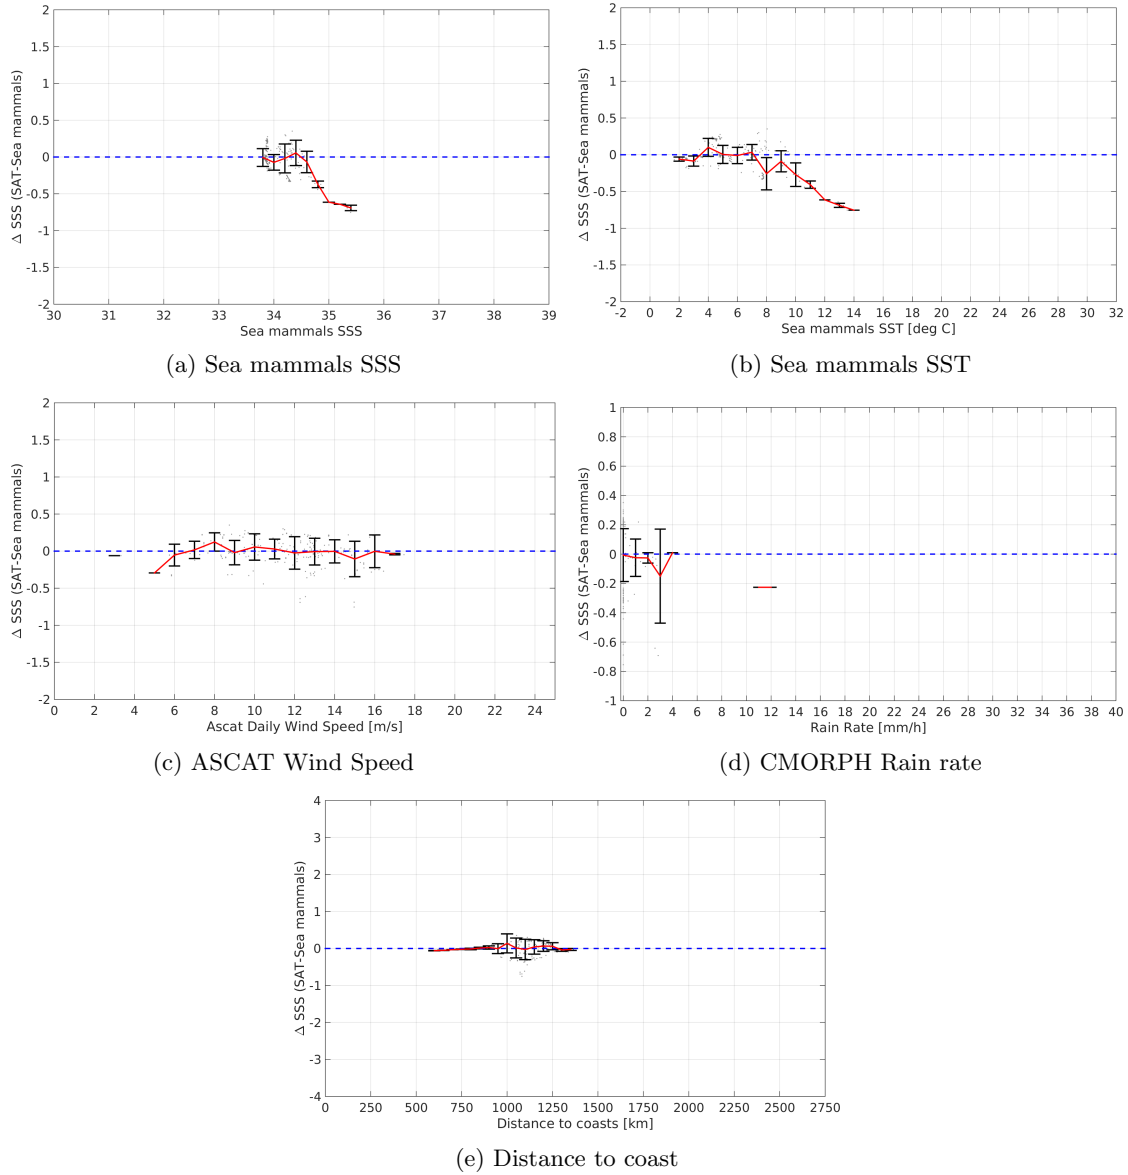 2
1.5
1
0.5
0
-0.5
-1
-1.5
-2
Δ SSS (SAT-Sea mammals)
30 31 32 33 34 35 36 37 38 39
Sea mammals SSS
(a) Sea mammals SSS
2
1.5
1
0.5
0
-0.5
-1
-1.5
-2
Δ SSS (SAT-Sea mammals)
-2 0 2 4 6 8 10 12 14 16 18 20 22 24 26 28 30 32
Sea mammals SST [deg C]
(b) Sea mammals SST
2
1.5
1
0.5
0
-0.5
-1
-1.5
-2
Δ SSS (SAT-Sea mammals)
0 2 4 6 8 10 12 14 16 18 20 22 24
Ascat Daily Wind Speed [m/s]
(c) ASCAT Wind Speed
1
0.8
0.6
0.4
0.2
0
-0.2
-0.4
-0.6
-0.8
-1
Δ SSS (SAT-Sea mammals)
0 2 4 6 8 10 12 14 16 18 20 22 24 26 28 30 32 34 36 38 40
Rain Rate [mm/h]
(d) CMORPH Rain rate
4
3
2
1
0
-1
-2
-3
-4
Δ SSS (SAT-Sea mammals)
0 250 500 750 1000 1250 1500 1750 2000 2250 2500 2750
Distance to coasts [km]
(e) Distance to coast